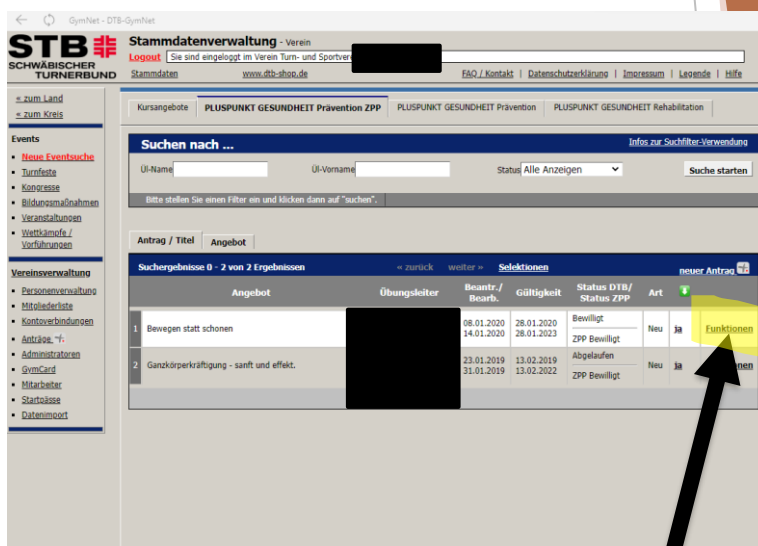 GymNet - DTB-GymNet
STB
SCHWÄBISCHER
TURNERBUND
Stammdatenverwaltung - Verein
Logout Sie sind eingeloggt im Verein Turn- und Sportver
Stammdaten www.dtb-shop.de FAQ / Kontakt | Datenschutzerklärung | Impressum | Legende | Hilfe
« zum Land
« zum Kreis
Events
Neue Eventsuche
Turnfeste
Kongresse
Bildungsmaßnahmen
Veranstaltungen
Wettkämpfe /
Vorführungen
Vereinsverwaltung
Personenverwaltung
Mitgliederliste
Kontoverbindungen
Anträge
Administratoren
GymCard
Mitarbeiter
Startpässe
Datenimport
Kursangebote PLUSPUNKT GESUNDHEIT Prävention ZPP PLUSPUNKT GESUNDHEIT Prävention PLUSPUNKT GESUNDHEIT Rehabilitation
Suchen nach ... Infos zur Suchfilter-Verwendung
Ül-Name Ül-Vorname Status Alle Anzeigen Suche starten
Bitte stellen Sie einen Filter ein und klicken dann auf "suchen".
Antrag / Titel Angebot
Suchergebnisse 0 - 2 von 2 Ergebnissen « zurück weiter » Selektionen neuer Antrag
Angebot Übungsleiter Beantr./ Bearb. Gültigkeit Status DTB/ Status ZPP Art
1 Bewegen statt schonen 08.01.2020 14.01.2020 28.01.2020 28.01.2023 Bewilligt ZPP Bewilligt Neu ja Funktionen
2 Ganzkörperkräftigung - sanft und effekt. 23.01.2019 31.01.2019 13.02.2019 13.02.2022 Abgelaufen ZPP Bewilligt Neu ja